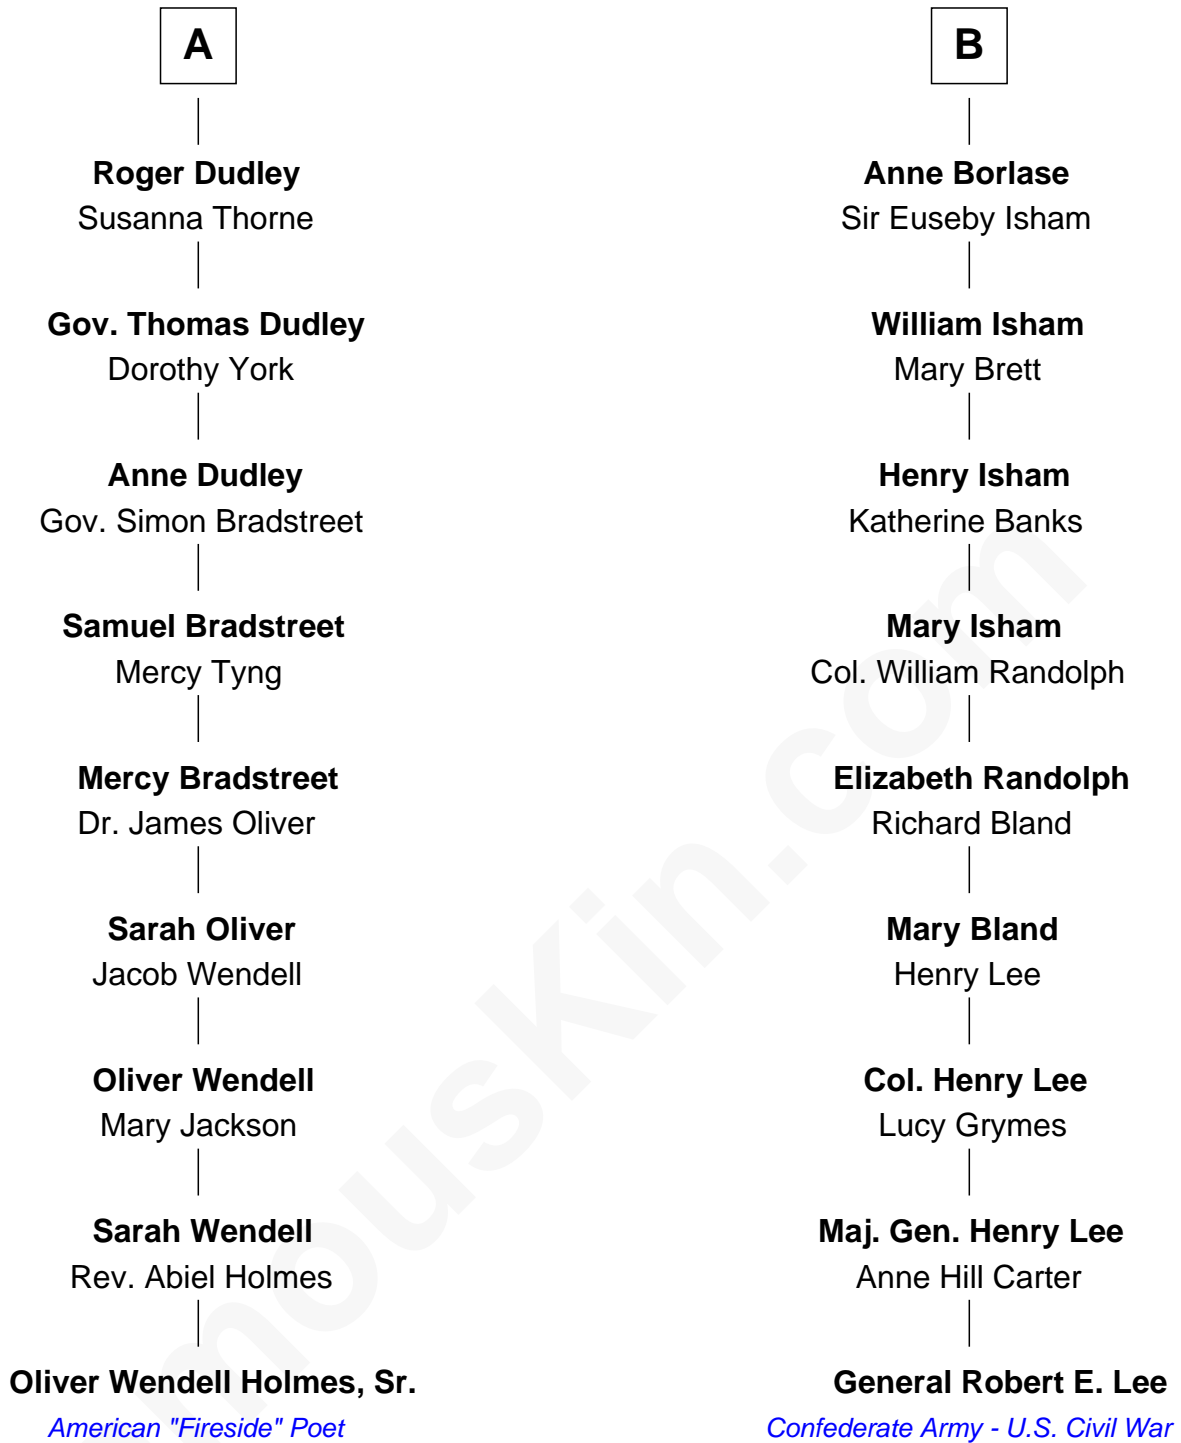 A
Roger Dudley
Susanna Thorne
Gov. Thomas Dudley
Dorothy York
Anne Dudley
Gov. Simon Bradstreet
Samuel Bradstreet
Mercy Tyng
Mercy Bradstreet
Dr. James Oliver
Sarah Oliver
Jacob Wendell
Oliver Wendell
Mary Jackson
Sarah Wendell
Rev. Abiel Holmes
Oliver Wendell Holmes, Sr.
American "Fireside" Poet
B
Anne Borlase
Sir Euseby Isham
William Isham
Mary Brett
Henry Isham
Katherine Banks
Mary Isham
Col. William Randolph
Elizabeth Randolph
Richard Bland
Mary Bland
Henry Lee
Col. Henry Lee
Lucy Grymes
Maj. Gen. Henry Lee
Anne Hill Carter
General Robert E. Lee
Confederate Army - U.S. Civil War
mouskin.com